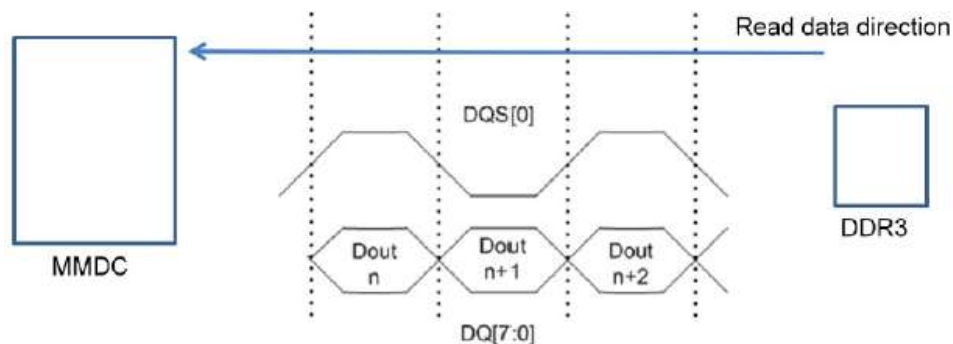 Read data direction
DQS[0]
MMDC
DDR3
Dout
n
Dout
n+1
Dout
n+2
DQ[7:0]